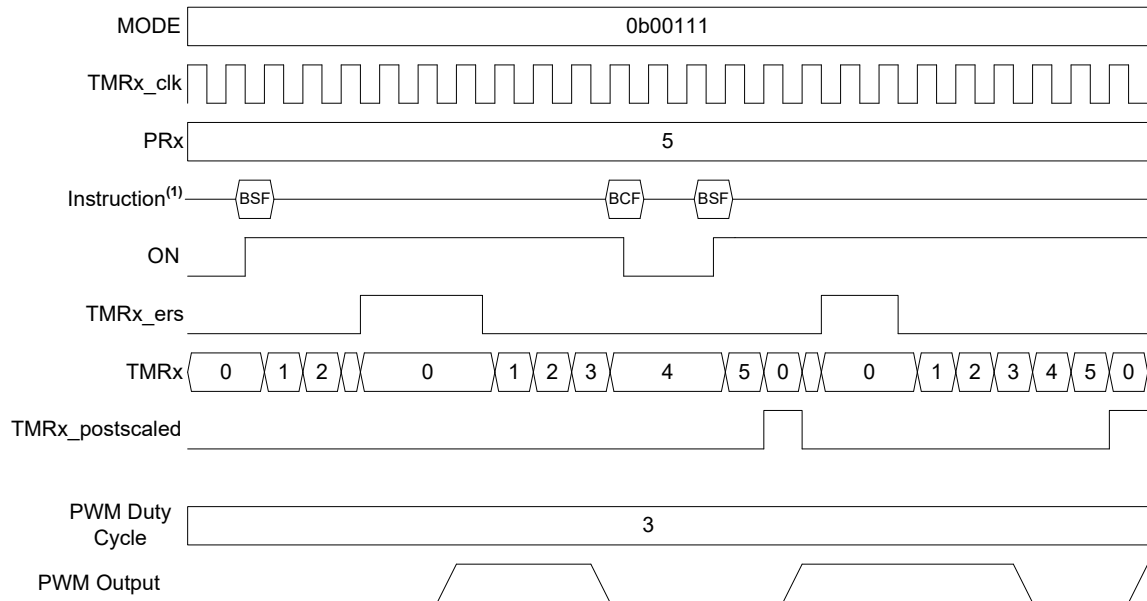 MODE 0b00111
TMRx_clk
PRx 5
Instruction(1) BSF BCF BSF
ON
TMRx_ers
TMRx 0 1 2 0 1 2 3 4 5 0 0 1 2 3 4 5 0
TMRx_postscaled
PWM Duty
Cycle 3
PWM Output